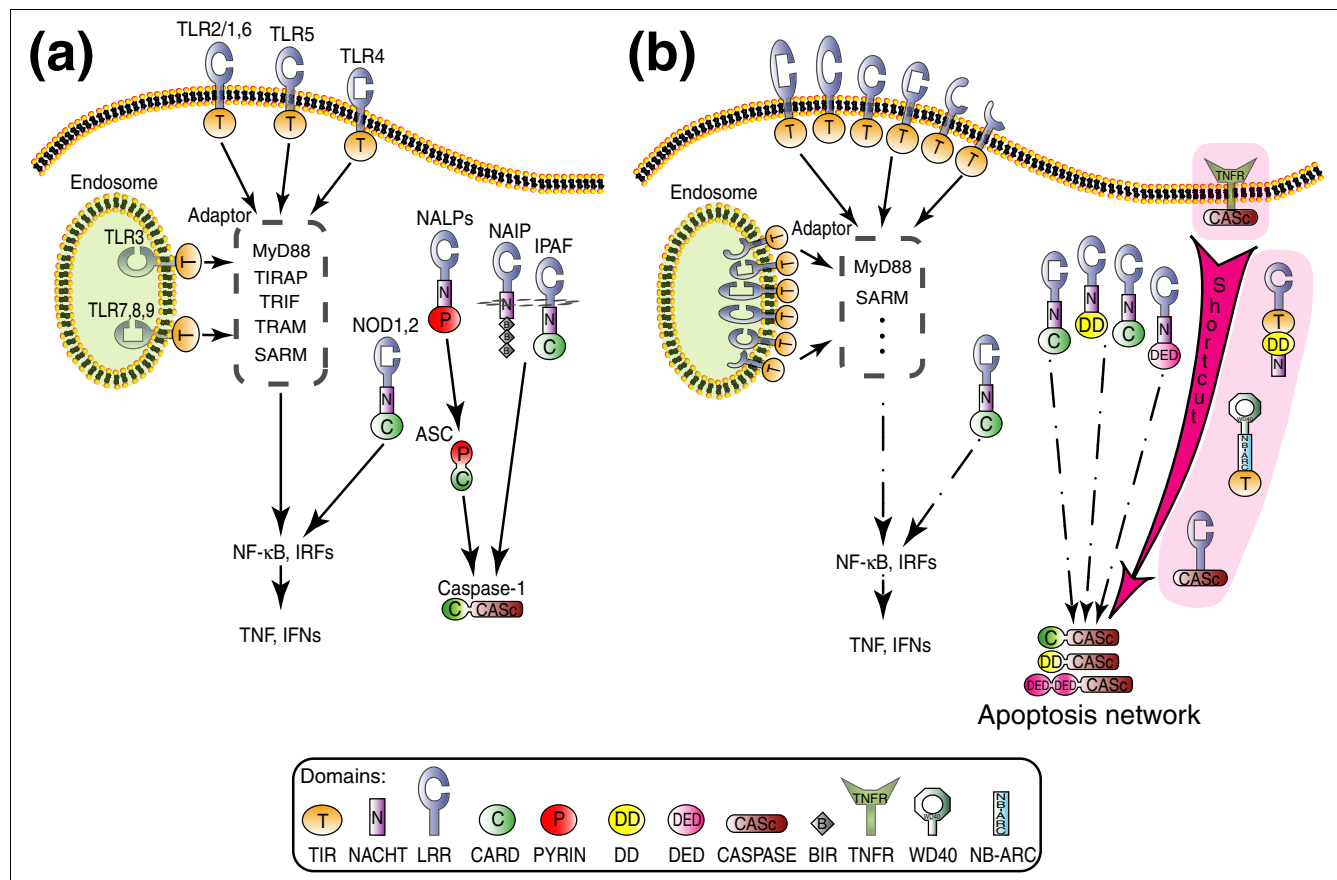 (a)
TLR2/1,6
TLR5
TLR4
T
T
T
Endosome
Adaptor
TLR3
T
TLR7,8,9
T
MyD88
TIRAP
TRIF
TRAM
SARM
NALPs
N
P
NAIP
N
B
B
B
IPAF
N
C
NOD1,2
N
C
ASC
P
C
NF-κB, IRFs
TNF, IFNs
Caspase-1
C CASc
(b)
T
T
T
T
T
T
Endosome
T
T
T
T
T
T
Adaptor
MyD88
SARM
N
C
NF-κB, IRFs
TNF, IFNs
N
C
N
DD
N
C
N
DED
TNFR
CASc
Shortcut
T
DD
N
WD40
NB-ARC
T
CASc
C CASc
DD CASc
DED DED CASc
Apoptosis network
Domains:
T N C P DD DED CASc B TNFR WD40 NB-ARC
TIR NACHT LRR CARD PYRIN DD DED CASPASE BIR TNFR WD40 NB-ARC